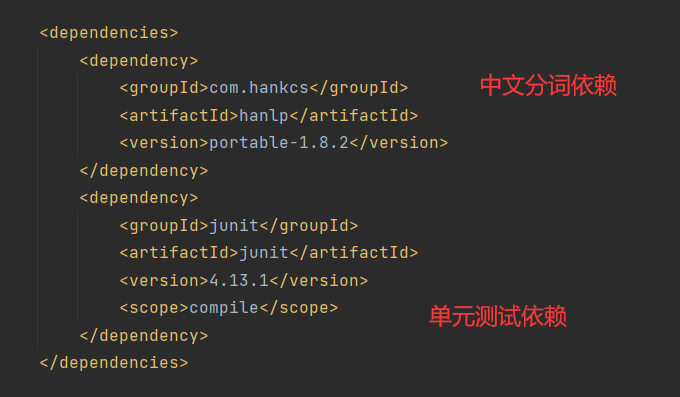 <dependencies>
<dependency>
<groupId>com.hankcs</groupId>
中文分词依赖
<artifactId>hanlp</artifactId>
<version>portable-1.8.2</version>
</dependency>
<dependency>
<groupId>junit</groupId>
<artifactId>junit</artifactId>
<version>4.13.1</version>
<scope>compile</scope>
单元测试依赖
</dependency>
</dependencies>